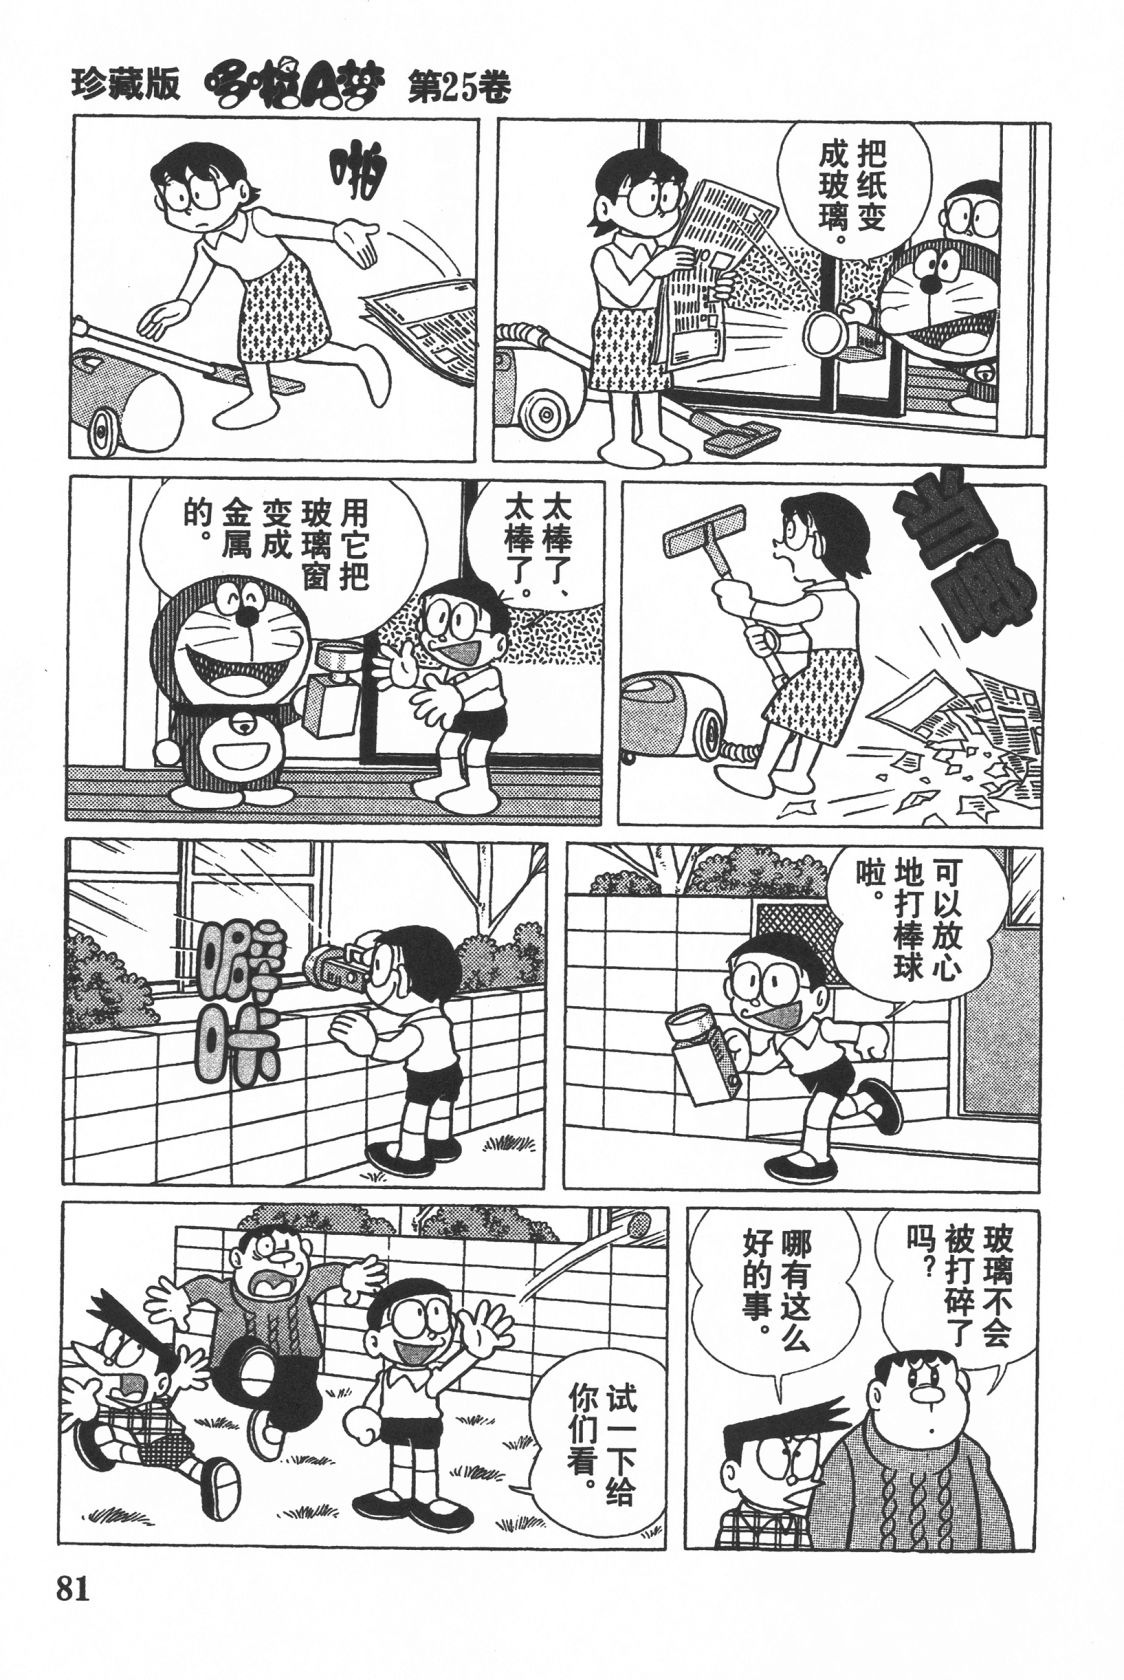 珍藏版 哆啦A梦 第25卷
把纸变
成玻璃。
啪
当啷
太棒了、
太棒了。
用它把
玻璃窗
变成
金属
的。
可以放心
地打棒球
啦。
玻璃不会
被打碎了
吗？
哪有这么
好的事。
试一下给
你们看。
81